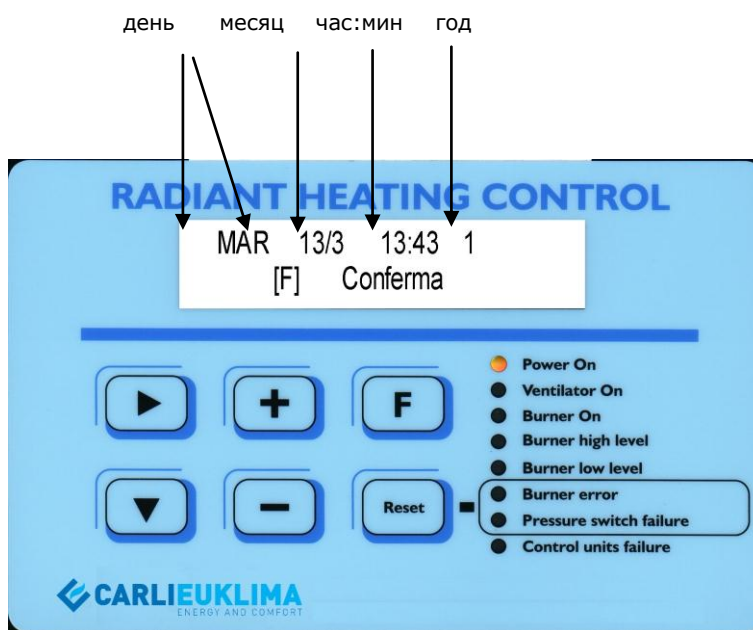 день месяц час:мин год
RADIANT HEATING CONTROL
MAR 13/3 13:43 1
[F] Conferma
Power On
Ventilator On
Burner On
F
Burner high level
Burner low level
Burner error
Reset
Pressure switch failure
Control units failure
CARLIEUKLIMA
ENERGY AND COMFORT